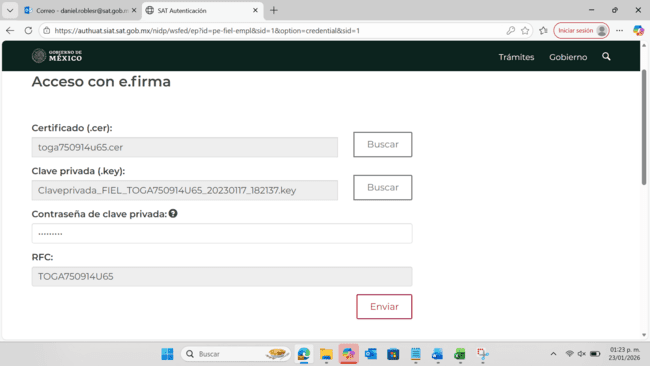 Correo - daniel.roblesr@sat.gob.m
SAT Autenticación
https://authuat.siat.sat.gob.mx/nidp/wsfed/ep?id=pe-fiel-empl&sid=1&option=credential&sid=1
Iniciar sesión
GOBIERNO DE
MÉXICO
Trámites
Gobierno
Acceso con e.firma
Certificado (.cer):
toga750914u65.cer
Buscar
Clave privada (.key):
Claveprivada_FIEL_TOGA750914U65_20230117_182137.key
Buscar
Contraseña de clave privada:
•••••••••
RFC:
TOGA750914U65
Enviar
Buscar
01:23 p. m.
23/01/2026